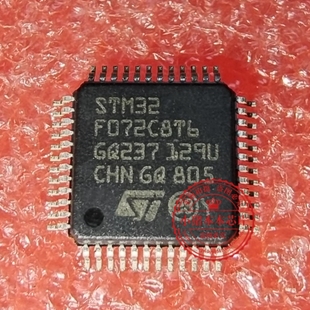 STM32
F072C8T6
GQ237 129U
CHN GQ 805
ST